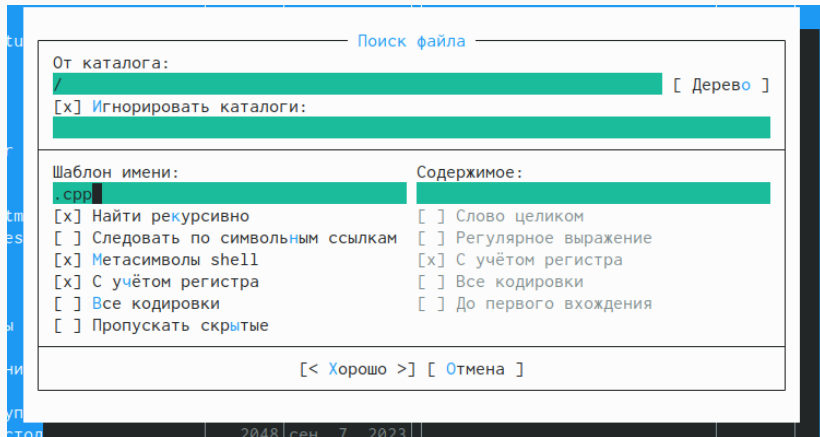 Поиск файла
От каталога:
/ [ Дерево ]
[x] Игнорировать каталоги:
Шаблон имени: Содержимое:
.cpp
[x] Найти рекурсивно [ ] Слово целиком
[ ] Следовать по символьным ссылкам [ ] Регулярное выражение
[x] Метасимволы shell [x] С учётом регистра
[x] С учётом регистра [ ] Все кодировки
[ ] Все кодировки [ ] До первого вхождения
[ ] Пропускать скрытые
[< Хорошо >] [ Отмена ]
2048 сен 7 2023